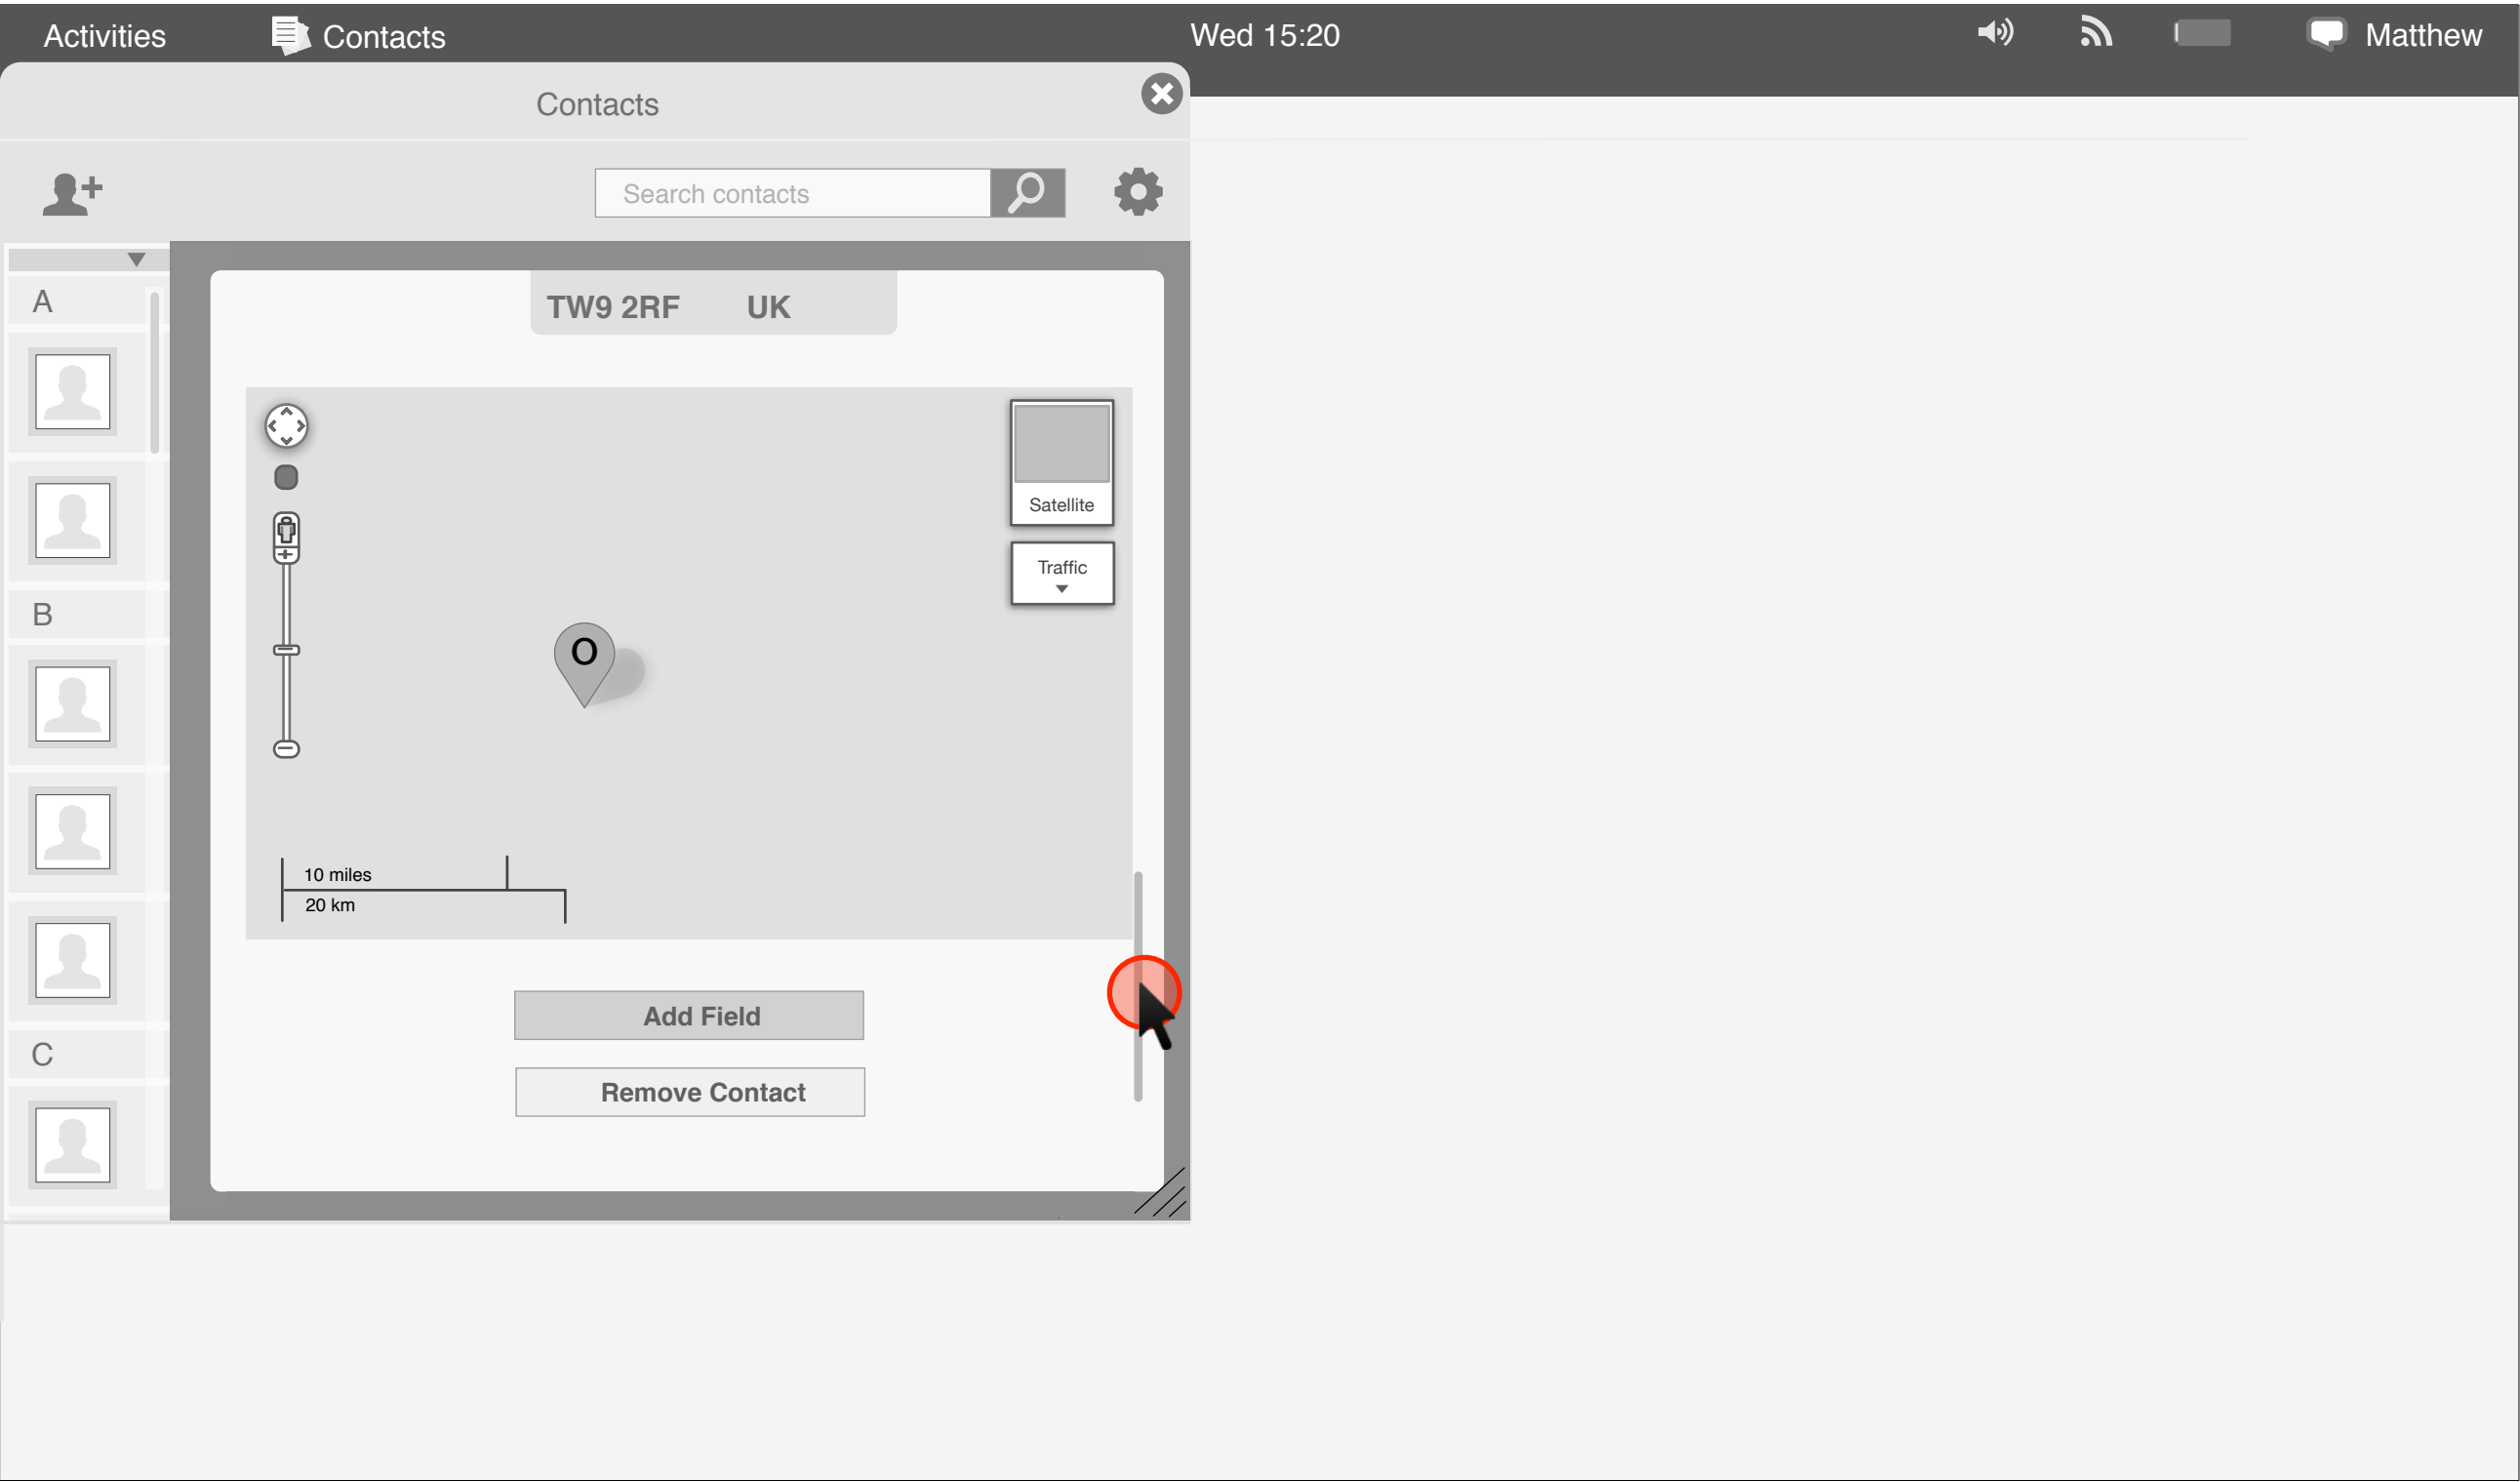 Activities Contacts Wed 15:20 Matthew
Contacts
Search contacts
A
TW9 2RF UK
Satellite
Traffic
B
O
10 miles
20 km
Add Field
C
Remove Contact